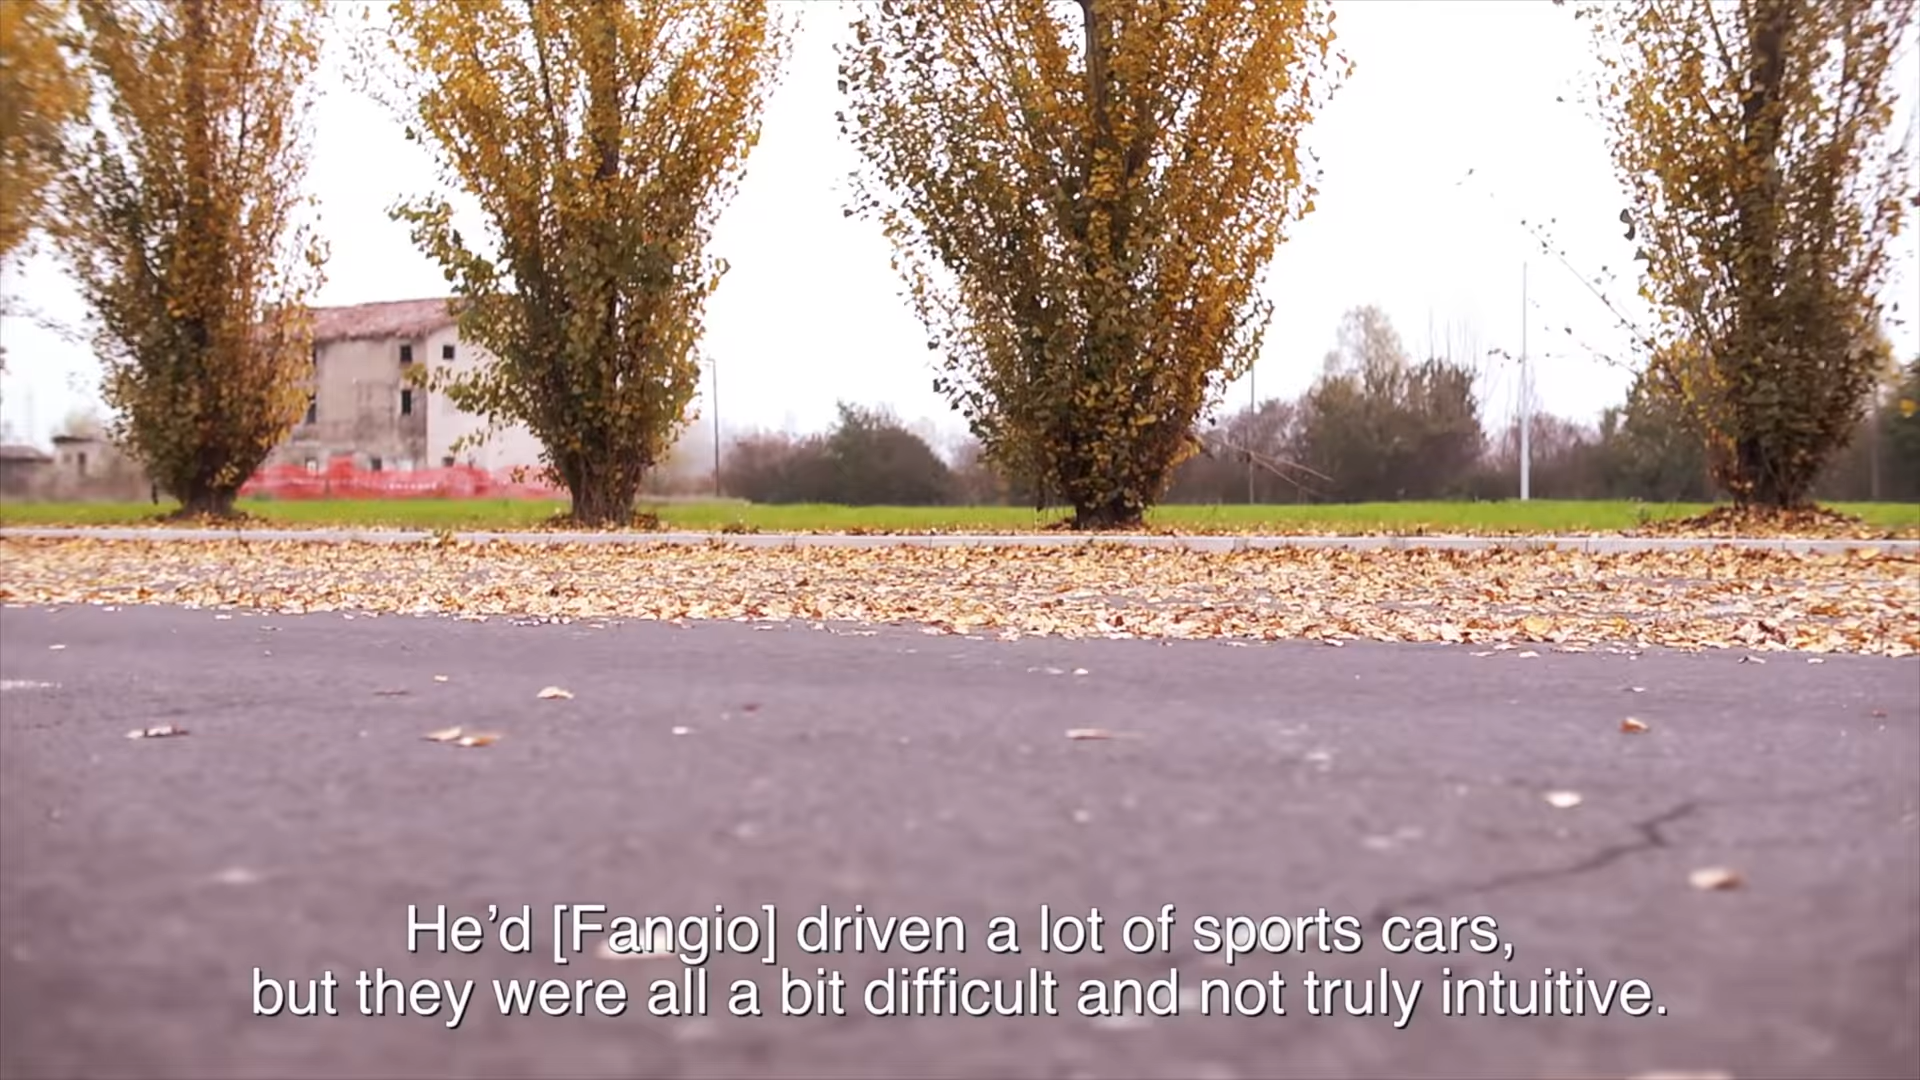 He’d [Fangio] driven a lot of sports cars,
but they were all a bit difficult and not truly intuitive.